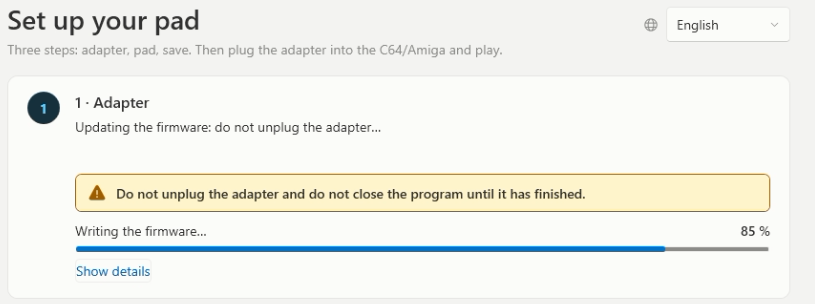 Set up your pad
English
Three steps: adapter, pad, save. Then plug the adapter into the C64/Amiga and play.
1
1 · Adapter
Updating the firmware: do not unplug the adapter...
Do not unplug the adapter and do not close the program until it has finished.
Writing the firmware...
85 %
Show details